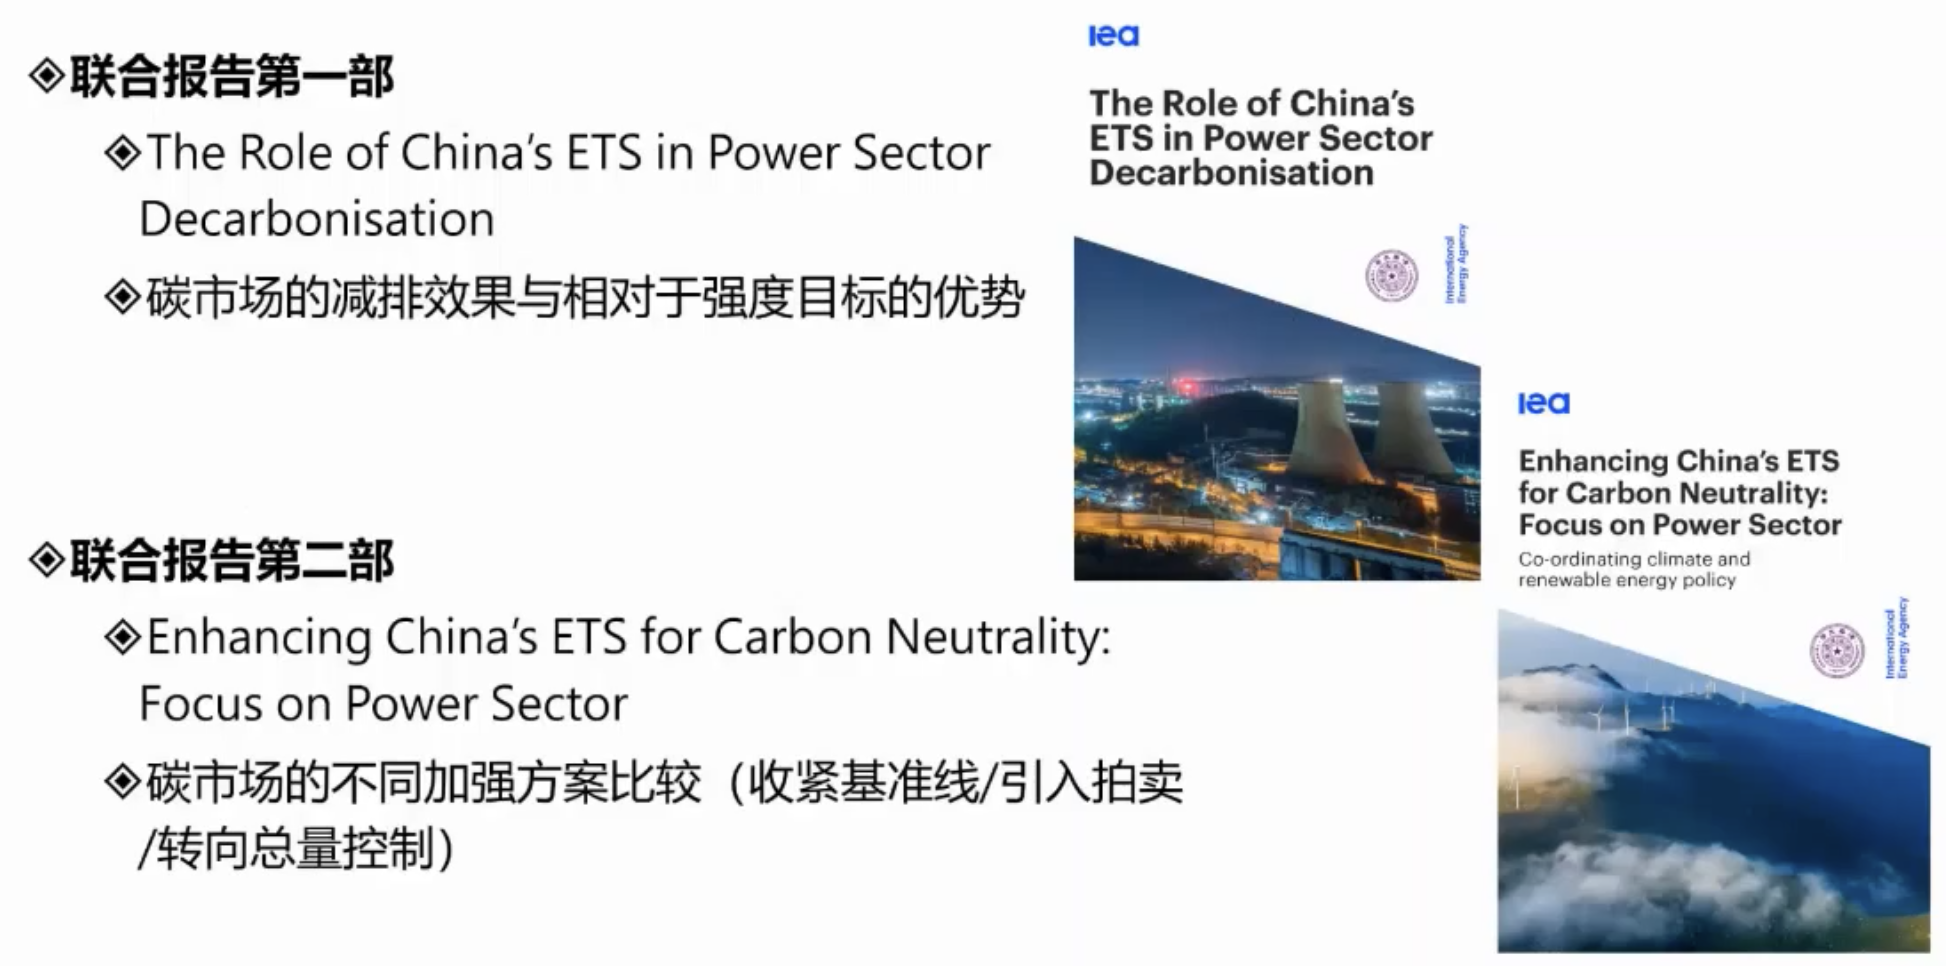 联合报告第一部
The Role of China's ETS in Power Sector
Decarbonisation
碳市场的减排效果与相对于强度目标的优势
联合报告第二部
Enhancing China's ETS for Carbon Neutrality:
Focus on Power Sector
碳市场的不同加强方案比较（收紧基准线/引入拍卖
/转向总量控制）
iea
The Role of China's
ETS in Power Sector
Decarbonisation
International
Energy Agency
iea
Enhancing China's ETS
for Carbon Neutrality:
Focus on Power Sector
Co-ordinating climate and
renewable energy policy
International
Energy Agency